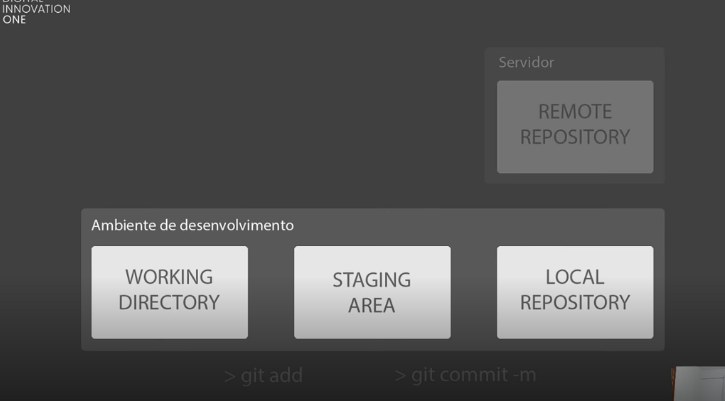 INNOVATION
ONE
Servidor
REMOTE
REPOSITORY
Ambiente de desenvolvimento
WORKING
DIRECTORY
STAGING
AREA
LOCAL
REPOSITORY
> git add
> git commit -m